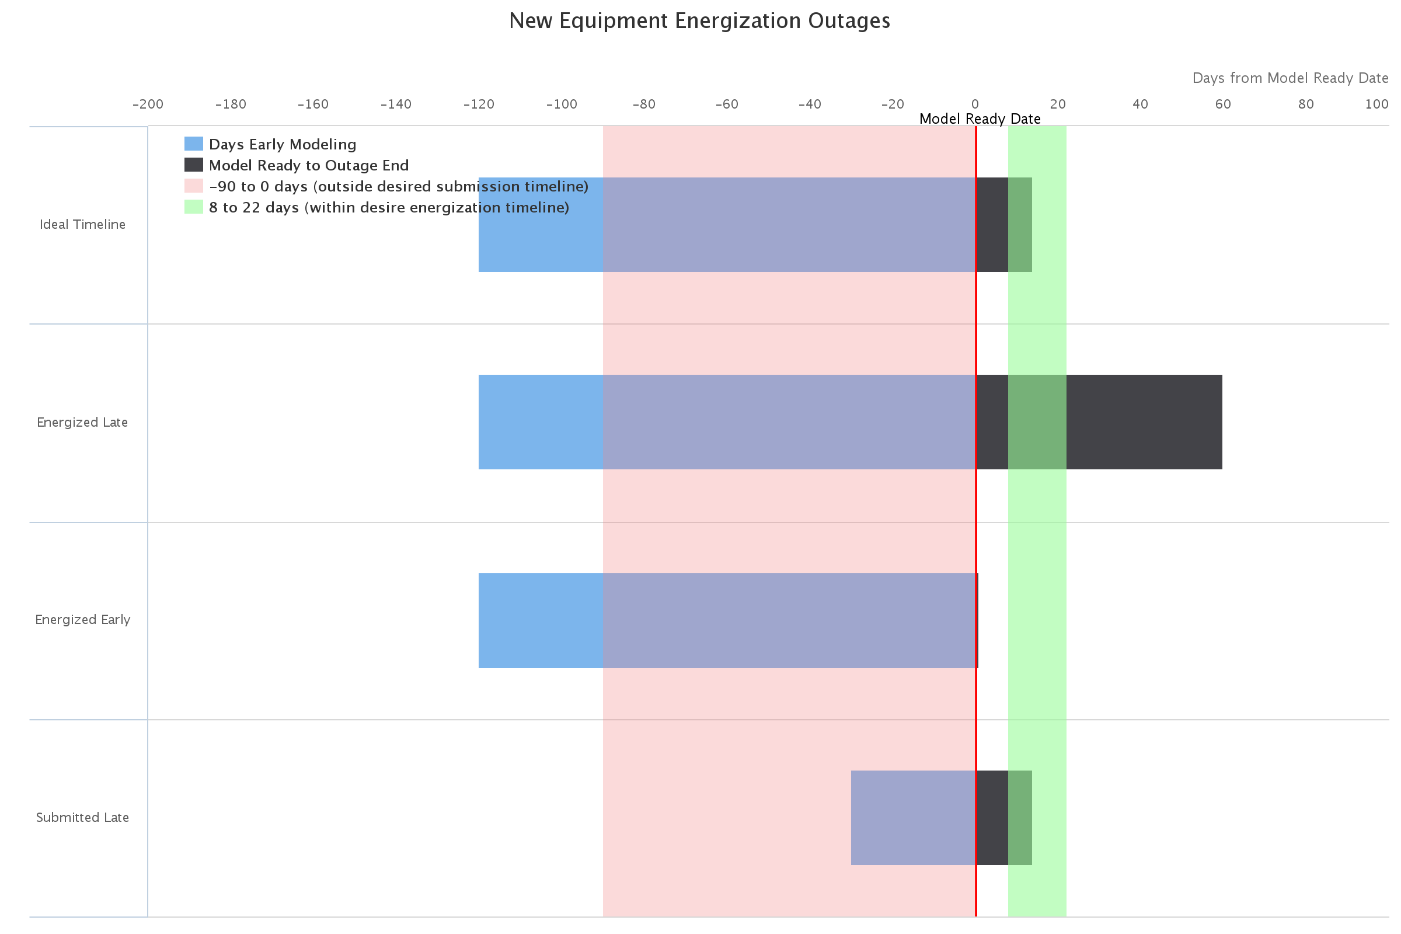 New Equipment Energization Outages
Days from Model Ready Date
-200 -180 -160 -140 -120 -100 -80 -60 -40 -20 0 20 40 60 80 100
Model Ready Date
Days Early Modeling
Model Ready to Outage End
-90 to 0 days (outside desired submission timeline)
8 to 22 days (within desire energization timeline)
Ideal Timeline
Energized Late
Energized Early
Submitted Late